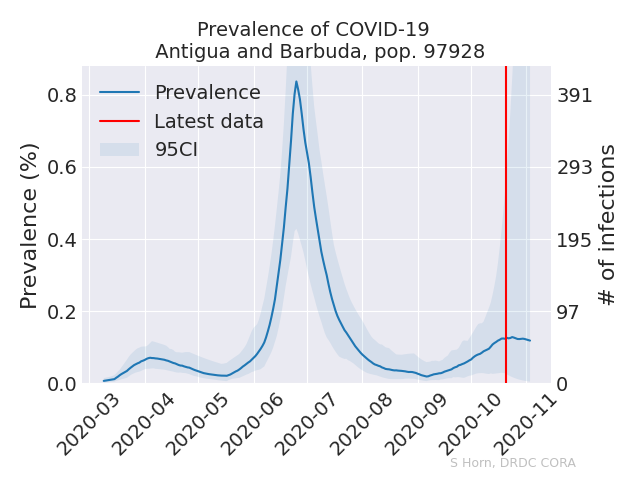 Prevalence of COVID-19
Antigua and Barbuda, pop. 97928
Prevalence
Latest data
95CI
Prevalence (%)
0.8
0.6
0.4
0.2
0.0
# of infections
391
293
195
97
0
2020-03
2020-04
2020-05
2020-06
2020-07
2020-08
2020-09
2020-10
2020-11
S Horn, DRDC CORA